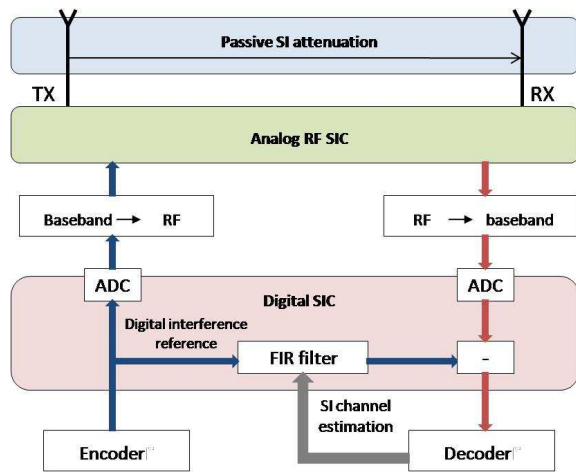 Passive SI attenuation
TX
RX
Analog RF SIC
Baseband → RF
RF → baseband
ADC
ADC
Digital SIC
Digital interference
reference
FIR filter
-
SI channel
estimation
Encoder
Decoder